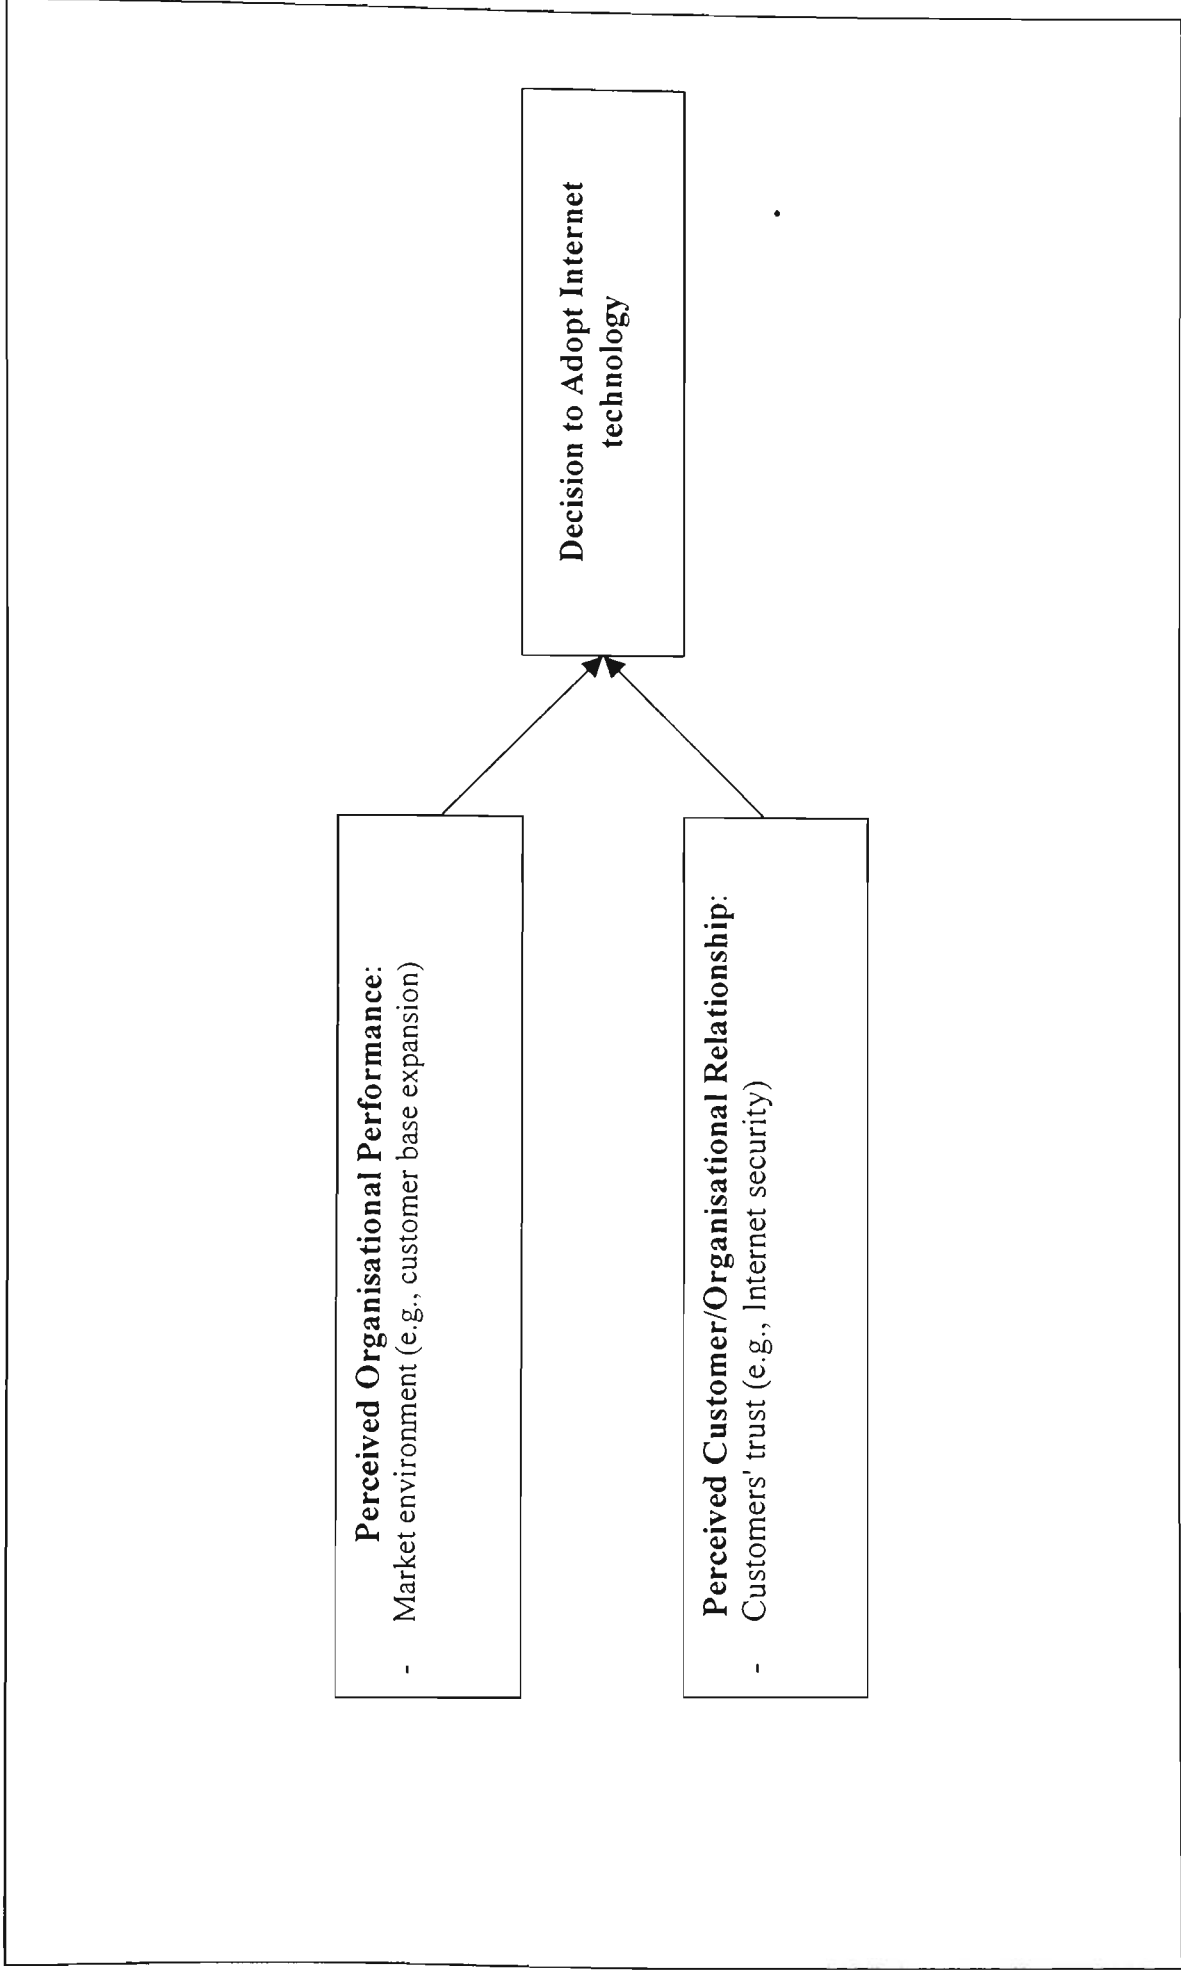 Perceived Organisational Performance:
- Market environment (e.g., customer base expansion)
Perceived Customer/Organisational Relationship:
- Customers' trust (e.g., Internet security)
Decision to Adopt Internet
technology